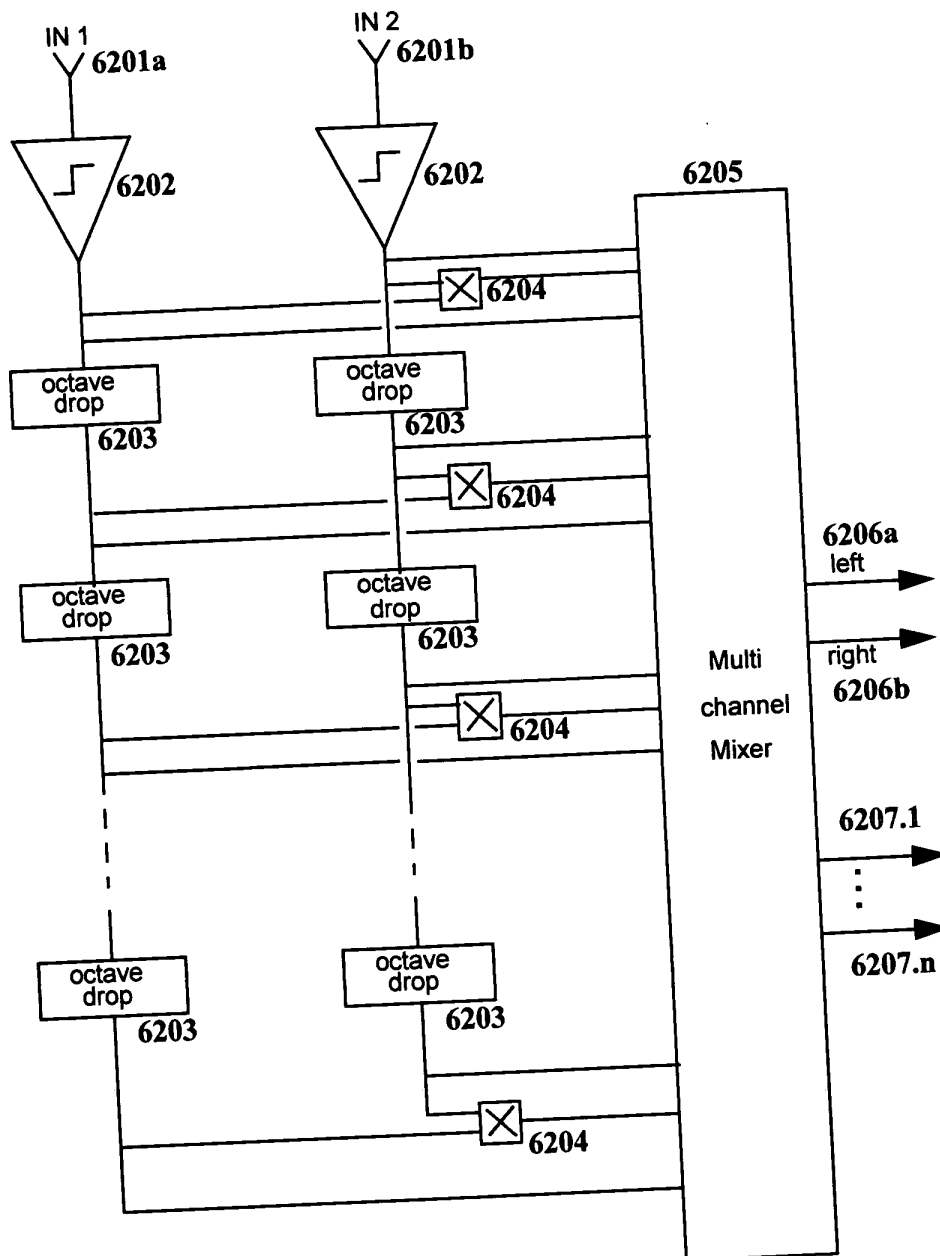 IN 1
6201a
IN 2
6201b
6202
6202
6205
6204
octave
drop
6203
octave
drop
6203
6204
octave
drop
6203
octave
drop
6203
6206a
left
right
6206b
Multi
channel
Mixer
6204
6207.1
6207.n
octave
drop
6203
octave
drop
6203
6204